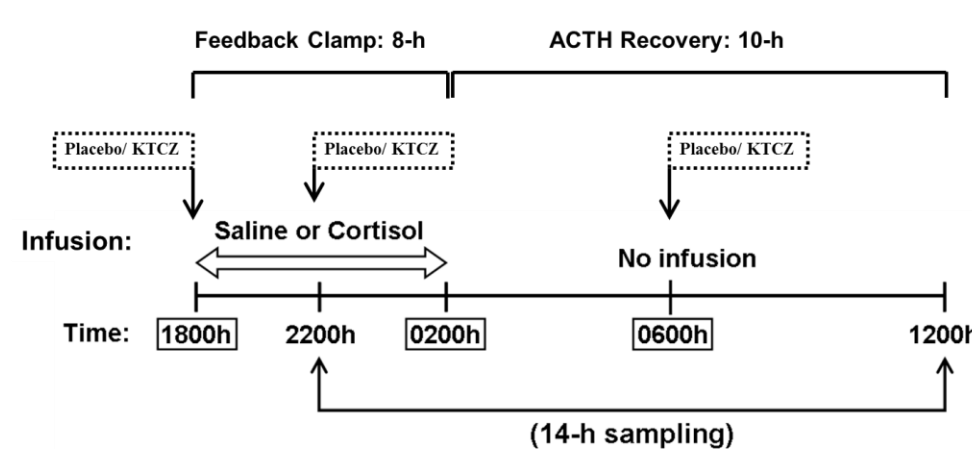 Feedback Clamp: 8-h ACTH Recovery: 10-h
Placebo/ KTCZ Placebo/ KTCZ Placebo/ KTCZ
Infusion: Saline or Cortisol No infusion
Time: 1800h 2200h 0200h 0600h 1200h
(14-h sampling)